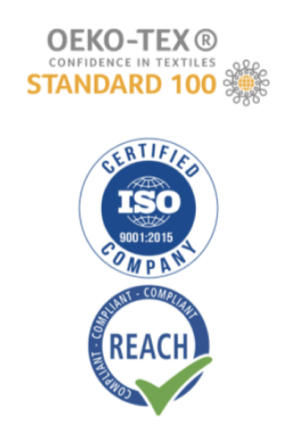 OEKO-TEX®
CONFIDENCE IN TEXTILES
STANDARD 100
CERTIFIED
ISO
9001:2015
COMPANY
COMPLIANT - COMPLIANT - COMPLIANT
REACH